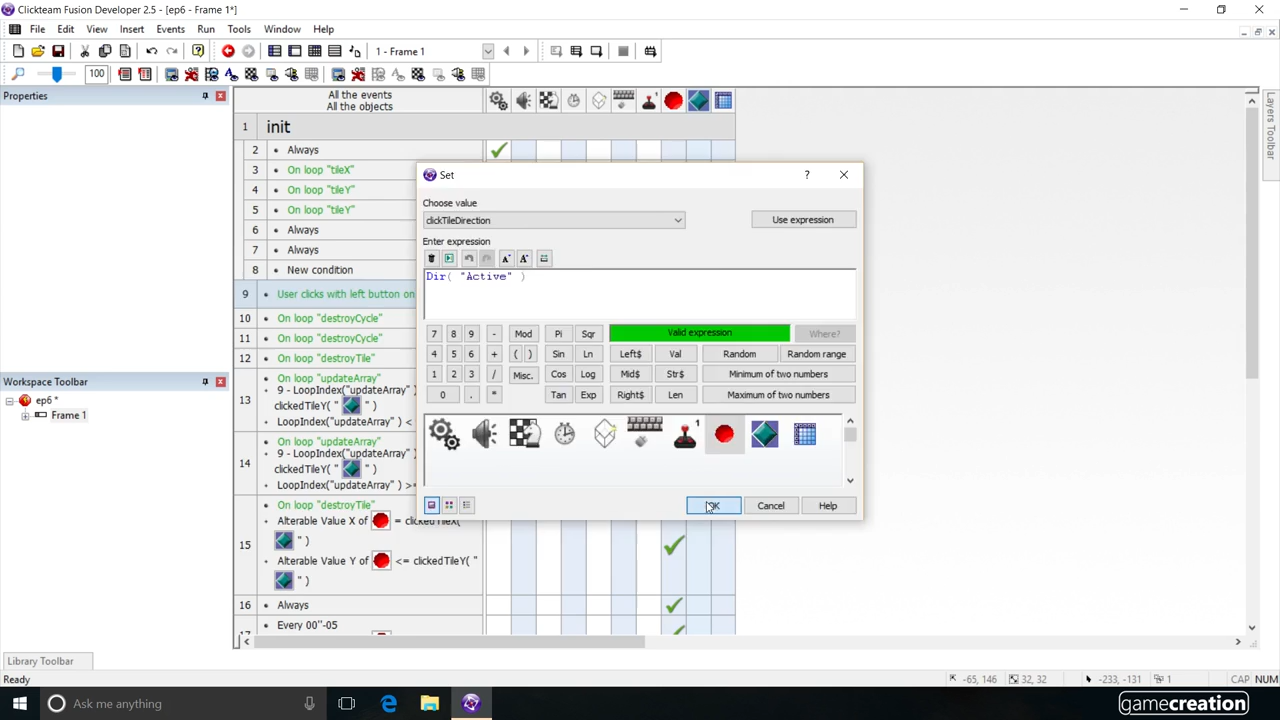 Clickteam Fusion Developer 2.5 - [ep6 - Frame 1*]
File Edit View Insert Events Run Tools Window Help
1 - Frame 1
100
Properties
All the events
All the objects
1 init
2 • Always
3 • On loop "tileX"
4 • On loop "tileY"
5 • On loop "tileY"
6 • Always
7 • Always
8 • New condition
9 • User clicks with left button on
10 • On loop "destroyCycle"
11 • On loop "destroyCycle"
12 • On loop "destroyTile"
13 • On loop "updateArray"
• 9 - LoopIndex("updateArray"
clickedTileY( " " )
• LoopIndex("updateArray" ) <
14 • On loop "updateArray"
• 9 - LoopIndex("updateArray"
clickedTileY( " " )
• LoopIndex("updateArray" ) >=
15 • On loop "destroyTile"
• Alterable Value X of = clickedTileX(
" )
• Alterable Value Y of <= clickedTileY( "
" )
16 • Always
17 Every 00"-05
Set
?
Choose value
clickTileDirection
Use expression
Enter expression
Dir( "Active" )
7 8 9 - Mod Pi Sqr Valid expression Where?
4 5 6 + ( ) Sin Ln Left$ Val Random Random range
1 2 3 / Misc. Cos Log Mid$ Str$ Minimum of two numbers
0 . * Tan Exp Right$ Len Maximum of two numbers
1
OK Cancel Help
Workspace Toolbar
ep6 *
Frame 1
Layers Toolbar
Library Toolbar
Ready
-65, 146 32, 32 -233, -131 1 CAP NUM
Ask me something
gamecreation